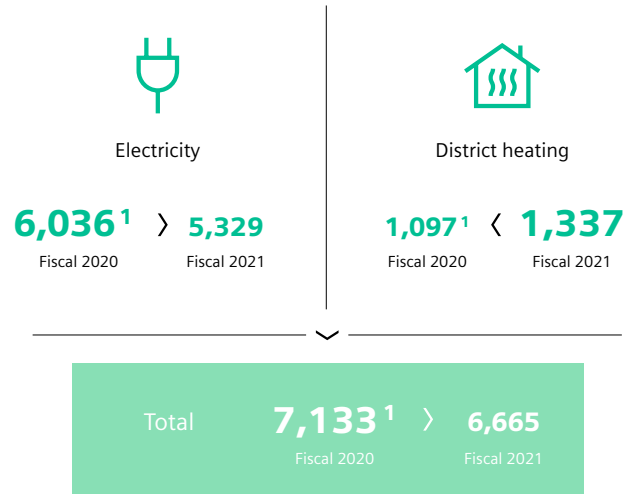 Electricity
6,036¹ 〉 5,329
Fiscal 2020 Fiscal 2021
District heating
1,097¹ 〈 1,337
Fiscal 2020 Fiscal 2021
Total 7,133¹ 〉 6,665
Fiscal 2020 Fiscal 2021